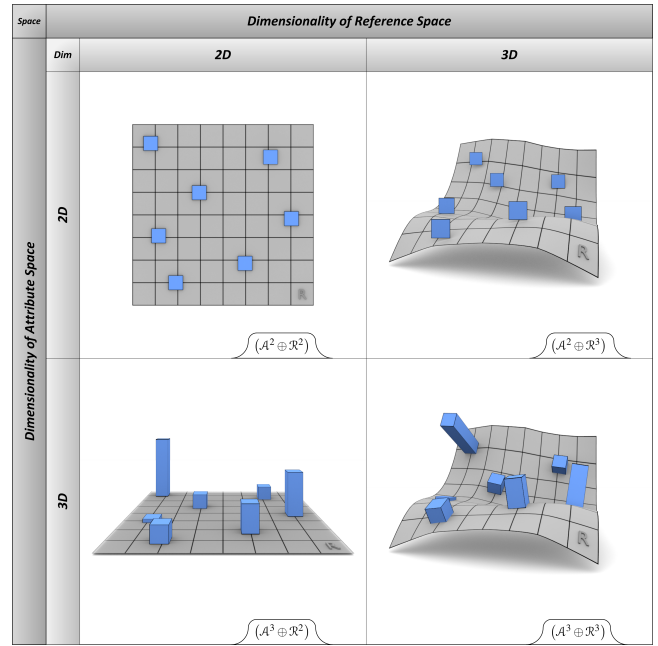 Space
Dimensionality of Reference Space
Dim
2D
3D
Dimensionality of Attribute Space
2D
R
(𝒜² ⊕ ℛ²)
R
(𝒜² ⊕ ℛ³)
3D
R
(𝒜³ ⊕ ℛ²)
R
(𝒜³ ⊕ ℛ³)